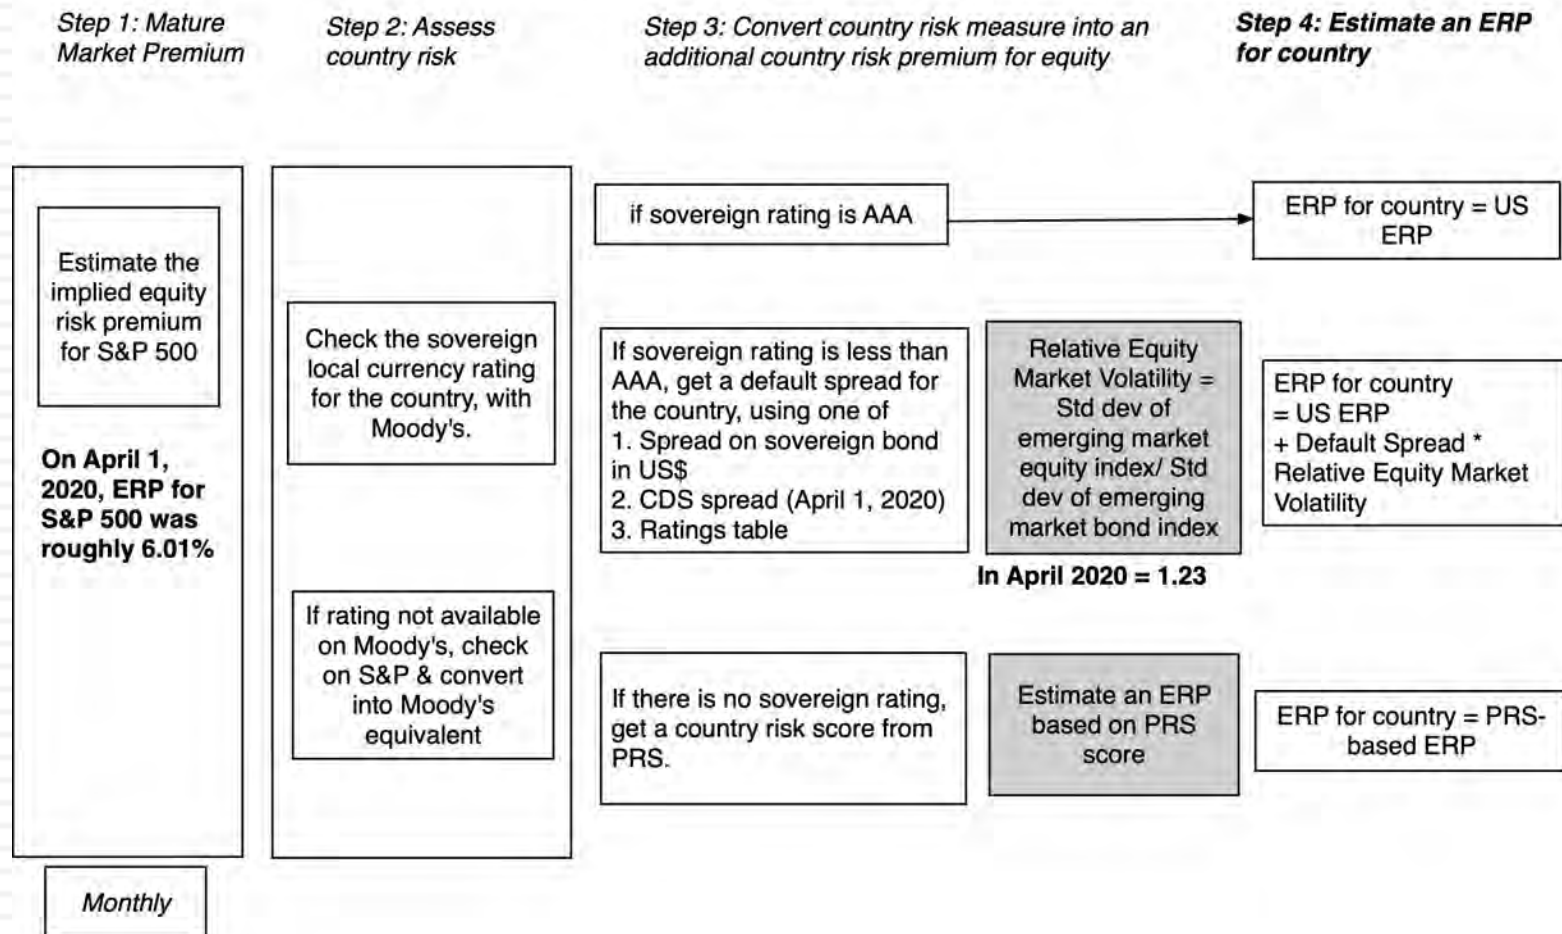 Step 1: Mature
Market Premium
Step 2: Assess
country risk
Step 3: Convert country risk measure into an
additional country risk premium for equity
Step 4: Estimate an ERP
for country
Estimate the
implied equity
risk premium
for S&P 500
On April 1,
2020, ERP for
S&P 500 was
roughly 6.01%
Monthly
Check the sovereign
local currency rating
for the country, with
Moody's.
If rating not available
on Moody's, check
on S&P & convert
into Moody's
equivalent
if sovereign rating is AAA
ERP for country = US
ERP
If sovereign rating is less than
AAA, get a default spread for
the country, using one of
1. Spread on sovereign bond
in US$
2. CDS spread (April 1, 2020)
3. Ratings table
Relative Equity
Market Volatility =
Std dev of
emerging market
equity index/ Std
dev of emerging
market bond index
In April 2020 = 1.23
ERP for country
= US ERP
+ Default Spread *
Relative Equity Market
Volatility
If there is no sovereign rating,
get a country risk score from
PRS.
Estimate an ERP
based on PRS
score
ERP for country = PRS-
based ERP